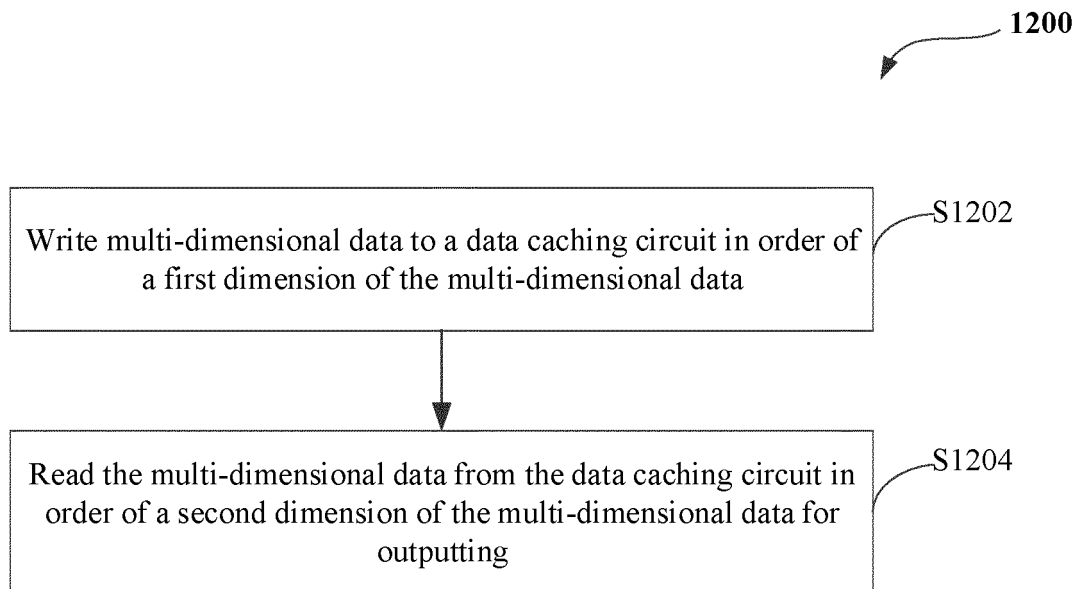 1200
Write multi-dimensional data to a data caching circuit in order of
a first dimension of the multi-dimensional data
S1202
Read the multi-dimensional data from the data caching circuit in
order of a second dimension of the multi-dimensional data for
outputting
S1204